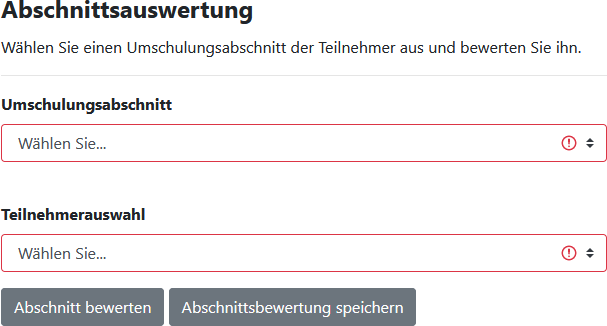 Abschnittsauswertung
Wählen Sie einen Umschulungsabschnitt der Teilnehmer aus und bewerten Sie ihn.
Umschulungsabschnitt
Wählen Sie...
Teilnehmerauswahl
Wählen Sie...
Abschnitt bewerten Abschnittsbewertung speichern